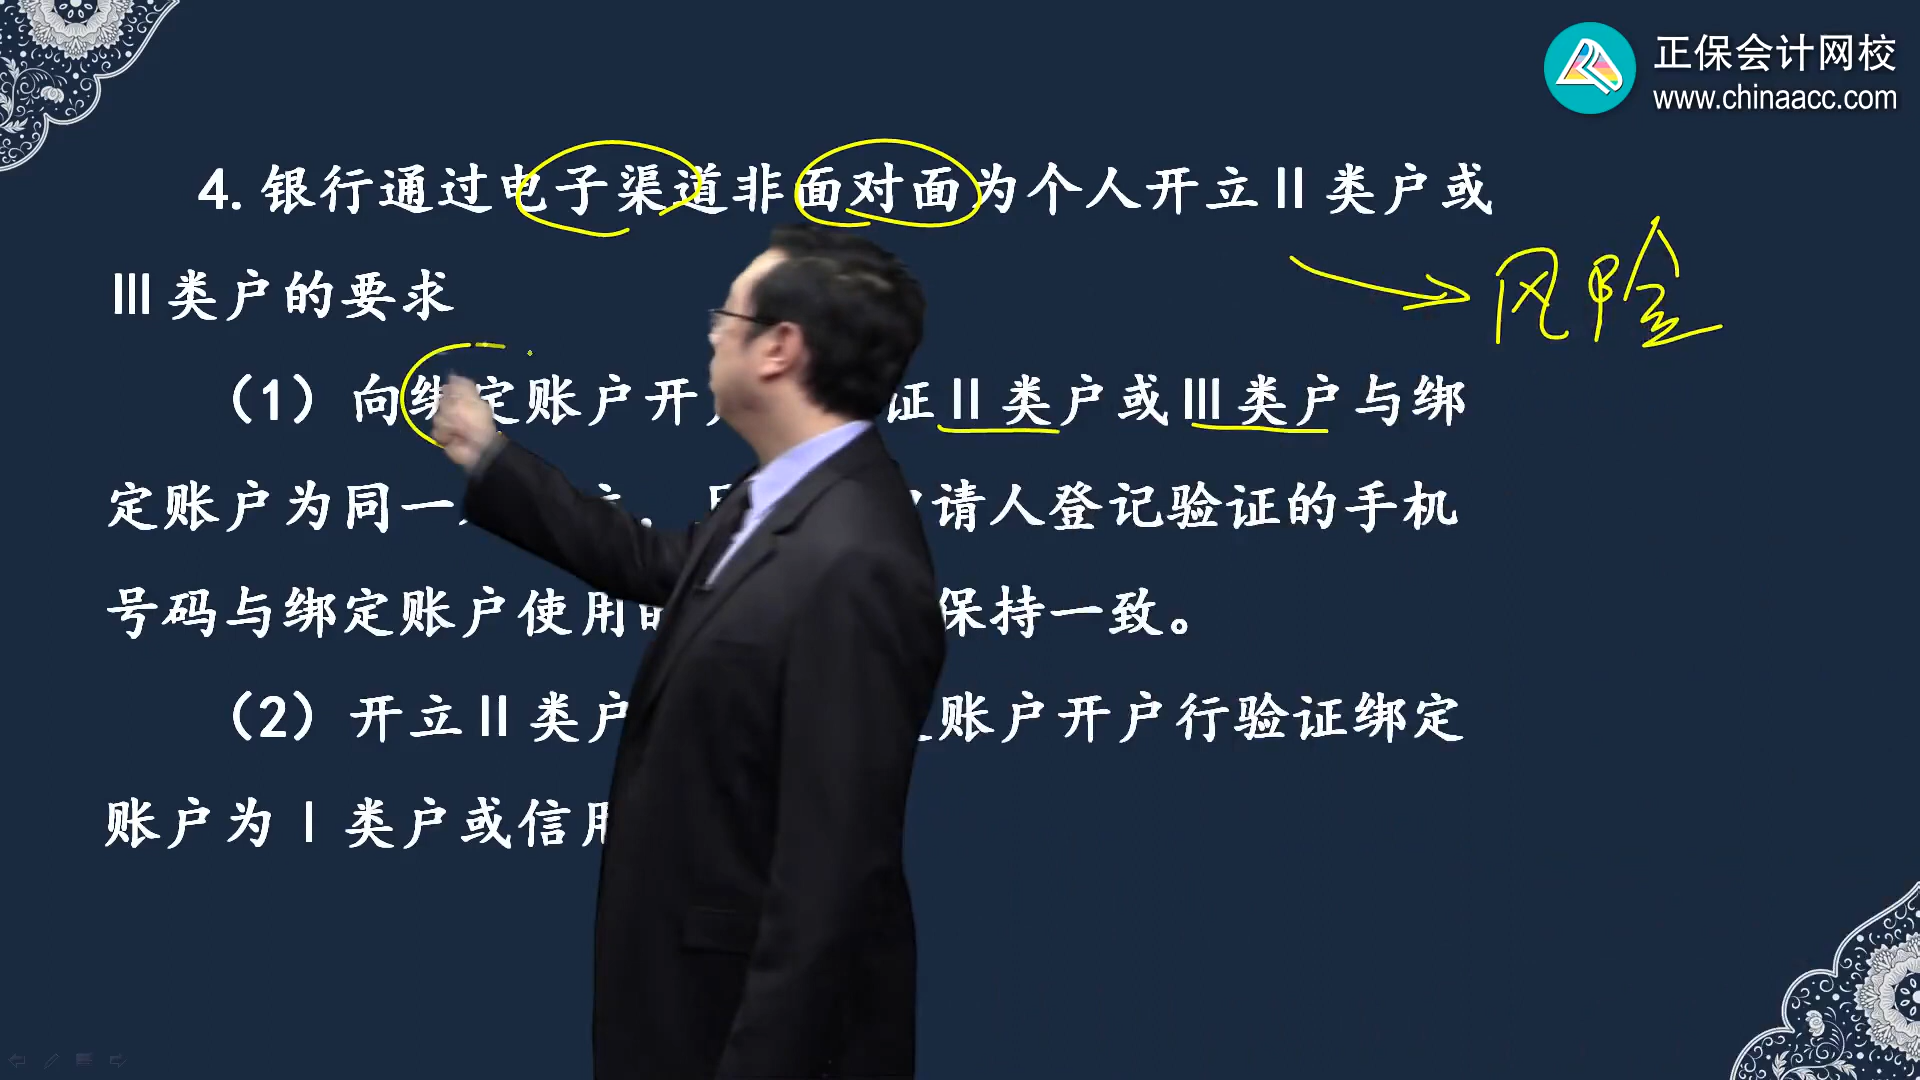 正保会计网校
www.chinaacc.com
4. 银行通过电子渠道非面对面为个人开立II类户或
风险
III类户的要求
（1）向绑定账户开 证II类户或III类户与绑
定账户为同一 请人登记验证的手机
号码与绑定账户使用的 保持一致。
（2）开立II类户 账户开户行验证绑定
账户为I类户或信用